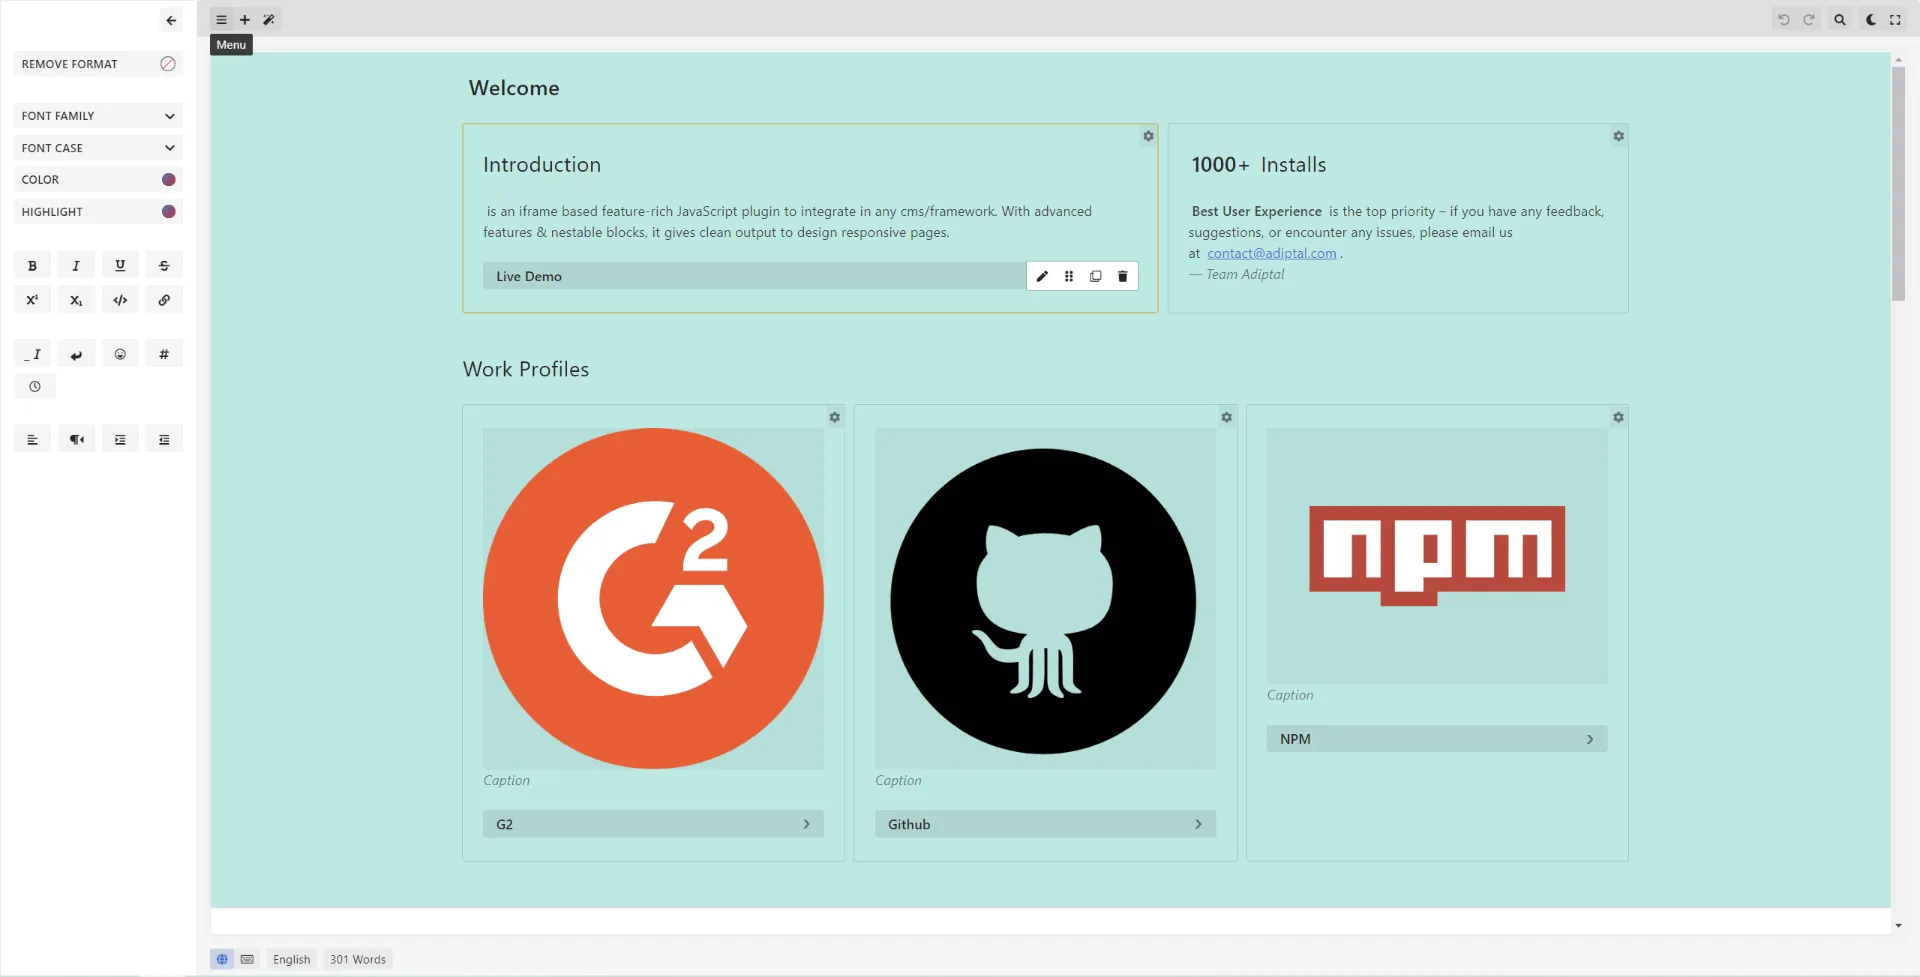 Menu
REMOVE FORMAT
FONT FAMILY
FONT CASE
COLOR
HIGHLIGHT
B
I
U
S
X¹
X₁
</>
_ I
#
Welcome
Introduction
is an iframe based feature-rich JavaScript plugin to integrate in any cms/framework. With advanced
features & nestable blocks, it gives clean output to design responsive pages.
Live Demo
1000+ Installs
Best User Experience is the top priority – if you have any feedback,
suggestions, or encounter any issues, please email us
at contact@adiptal.com .
— Team Adiptal
Work Profiles
G2
Caption
G2
Caption
Github
npm
Caption
NPM
English
301 Words